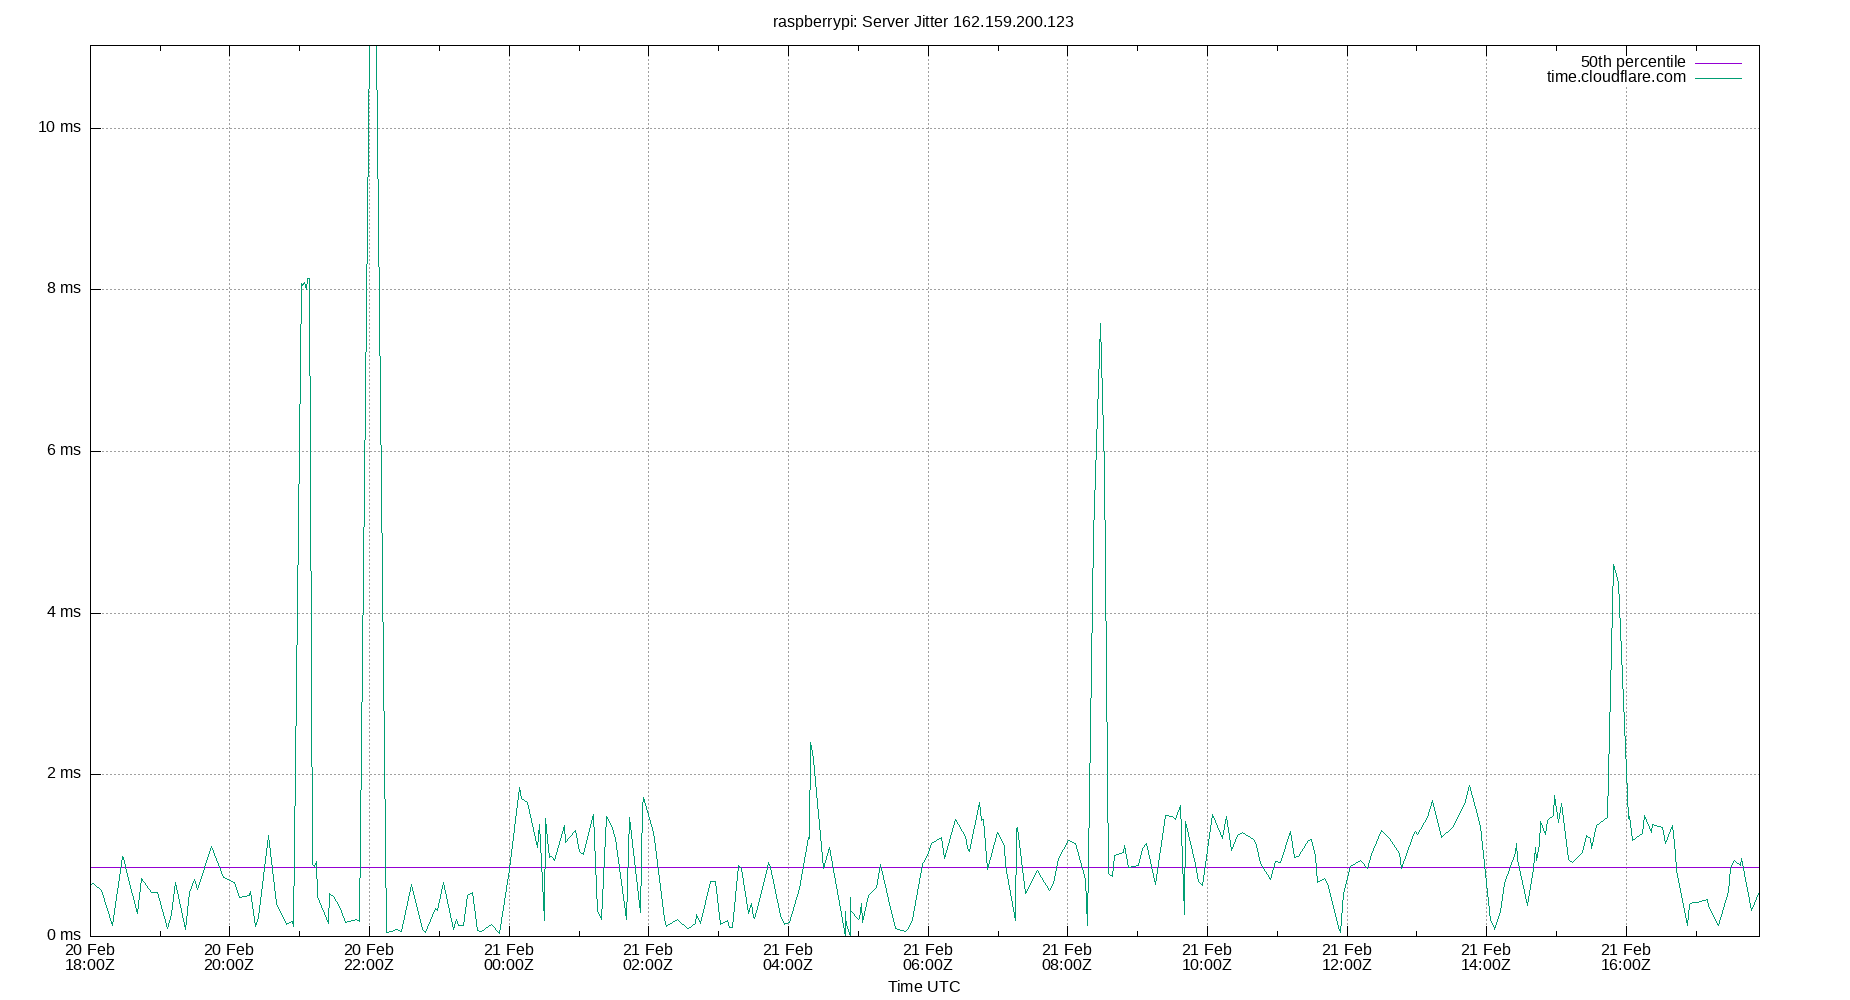 raspberrypi: Server Jitter 162.159.200.123
50th percentile
time.cloudflare.com
10 ms
8 ms
6 ms
4 ms
2 ms
0 ms
20 Feb
18:00Z
20 Feb
20:00Z
20 Feb
22:00Z
21 Feb
00:00Z
21 Feb
02:00Z
21 Feb
04:00Z
21 Feb
06:00Z
21 Feb
08:00Z
21 Feb
10:00Z
21 Feb
12:00Z
21 Feb
14:00Z
21 Feb
16:00Z
Time UTC